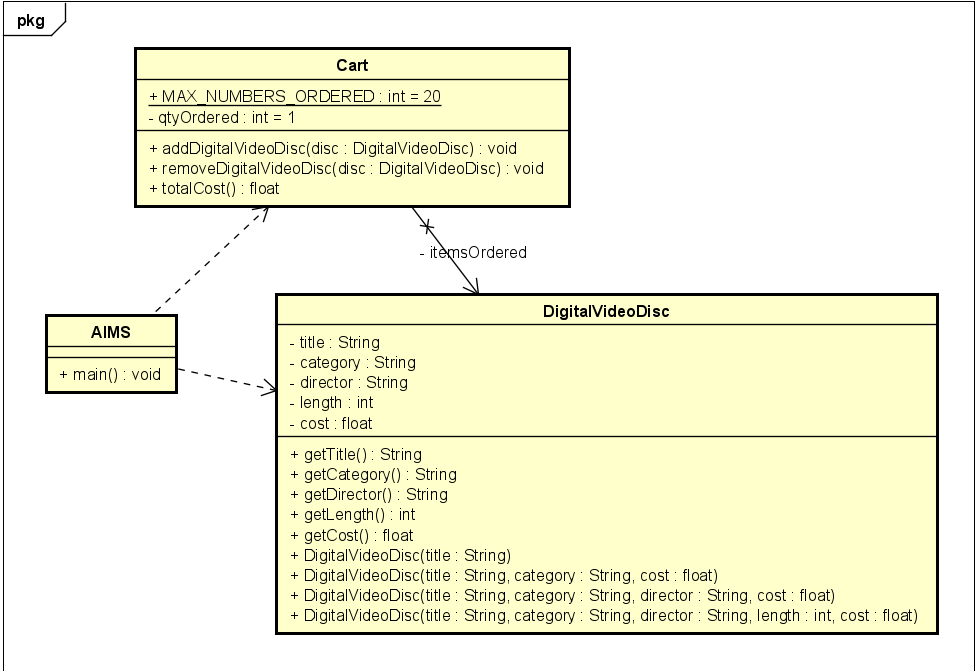 pkg
Cart
+ MAX_NUMBERS_ORDERED : int = 20
- qtyOrdered : int = 1
+ addDigitalVideoDisc(disc : DigitalVideoDisc) : void
+ removeDigitalVideoDisc(disc : DigitalVideoDisc) : void
+ totalCost() : float
- itemsOrdered
AIMS
+ main() : void
DigitalVideoDisc
- title : String
- category : String
- director : String
- length : int
- cost : float
+ getTitle() : String
+ getCategory() : String
+ getDirector() : String
+ getLength() : int
+ getCost() : float
+ DigitalVideoDisc(title : String)
+ DigitalVideoDisc(title : String, category : String, cost : float)
+ DigitalVideoDisc(title : String, category : String, director : String, cost : float)
+ DigitalVideoDisc(title : String, category : String, director : String, length : int, cost : float)